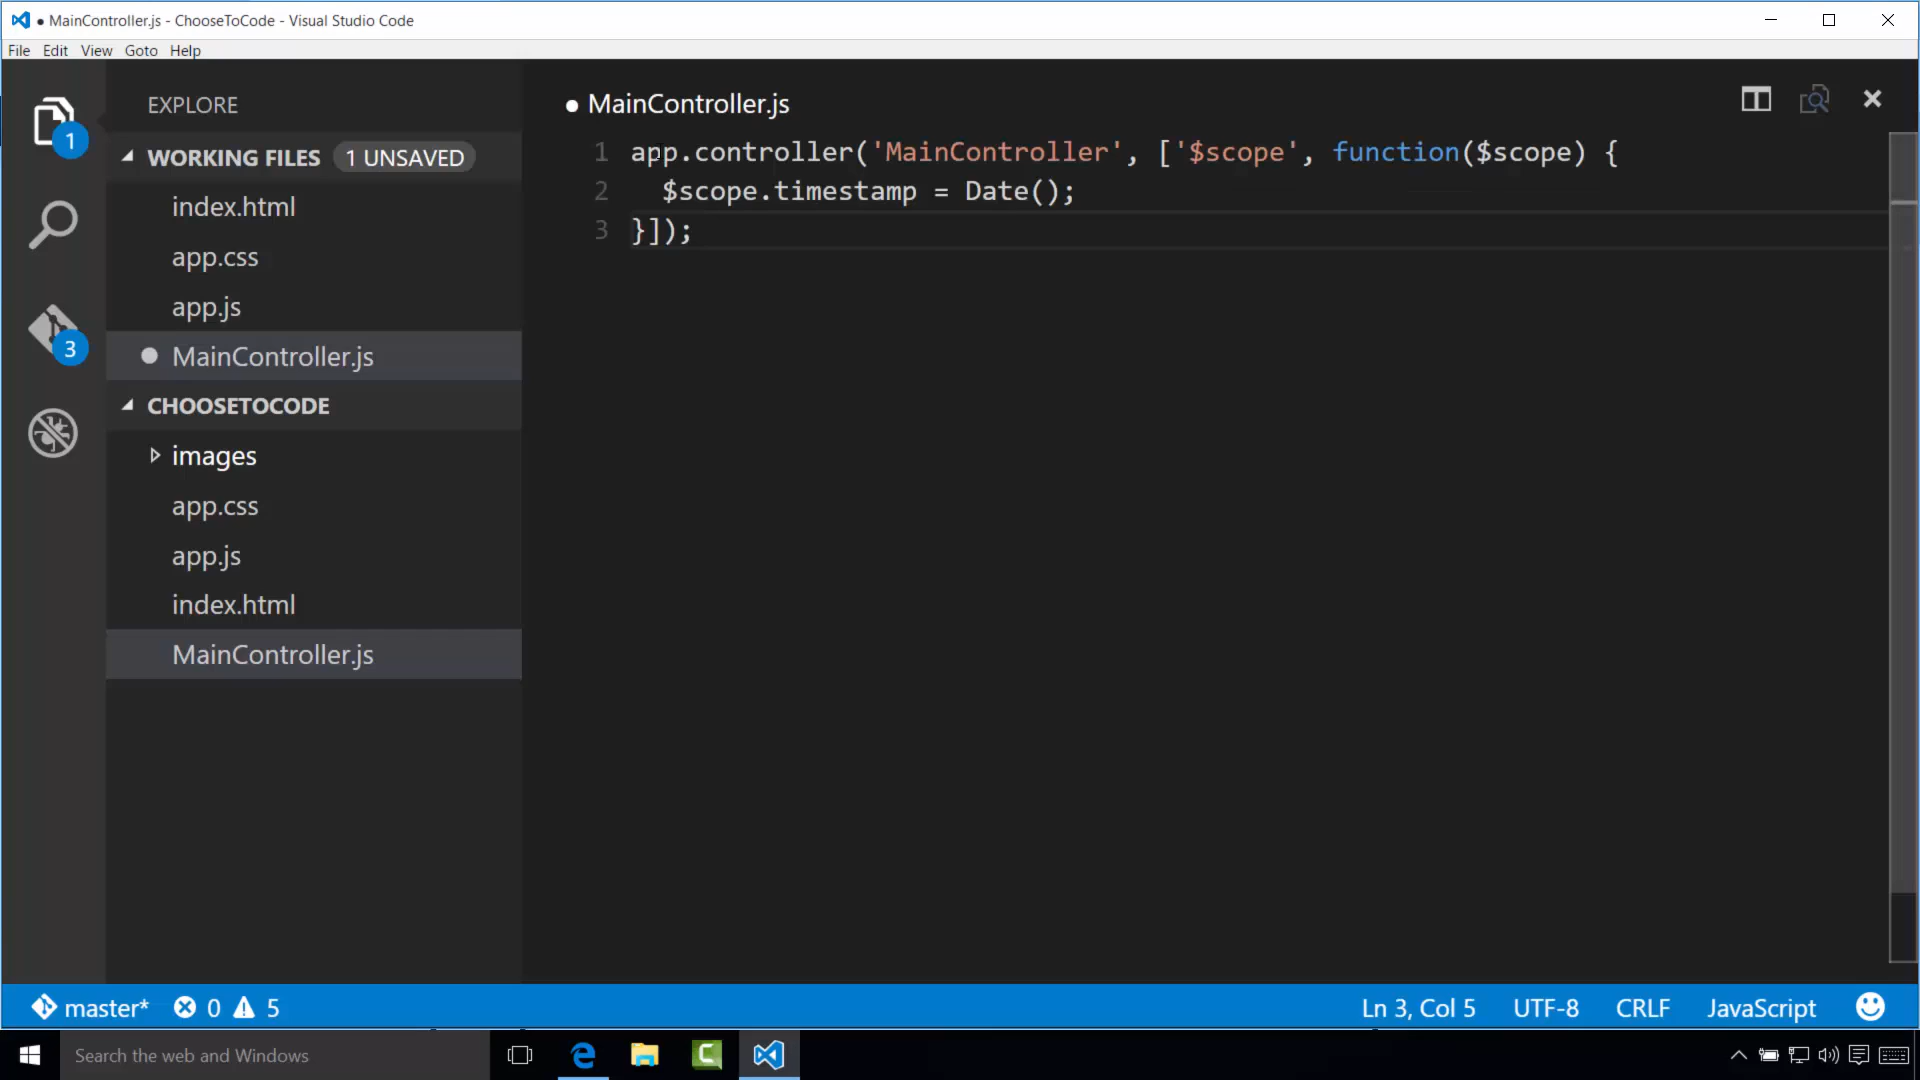 ● MainController.js - ChooseToCode - Visual Studio Code
File Edit View Goto Help
EXPLORE
WORKING FILES 1 UNSAVED
index.html
app.css
app.js
MainController.js
CHOOSETOCODE
images
app.css
app.js
index.html
MainController.js
1
3
● MainController.js
1 app.controller('MainController', ['$scope', function($scope) {
2 $scope.timestamp = Date();
3 }]);
master* 0 5
Ln 3, Col 5 UTF-8 CRLF JavaScript
Search the web and Windows